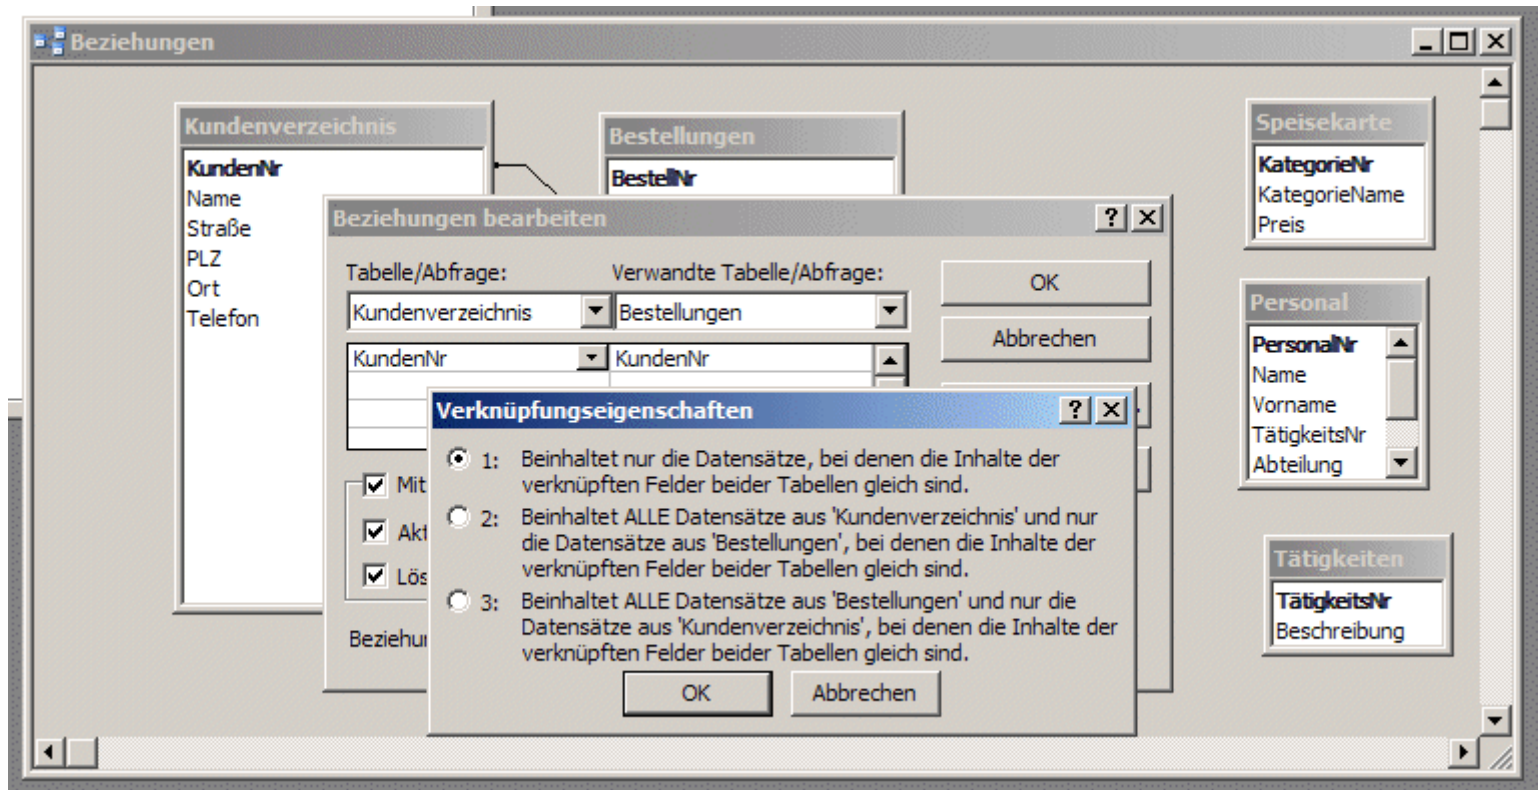 Beziehungen
Kundenverzeichnis
KundenNr
Name
Straße
PLZ
Ort
Telefon
Bestellungen
BestellNr
Speisekarte
KategorieNr
KategorieName
Preis
Personal
PersonalNr
Name
Vorname
TätigkeitsNr
Abteilung
Tätigkeiten
TätigkeitsNr
Beschreibung
Beziehungen bearbeiten
Tabelle/Abfrage: Verwandte Tabelle/Abfrage:
Kundenverzeichnis Bestellungen
KundenNr KundenNr
OK
Abbrechen
Mit
Akt
Lös
Beziehun
Verknüpfungseigenschaften
1: Beinhaltet nur die Datensätze, bei denen die Inhalte der
verknüpften Felder beider Tabellen gleich sind.
2: Beinhaltet ALLE Datensätze aus 'Kundenverzeichnis' und nur
die Datensätze aus 'Bestellungen', bei denen die Inhalte der
verknüpften Felder beider Tabellen gleich sind.
3: Beinhaltet ALLE Datensätze aus 'Bestellungen' und nur die
Datensätze aus 'Kundenverzeichnis', bei denen die Inhalte der
verknüpften Felder beider Tabellen gleich sind.
OK Abbrechen